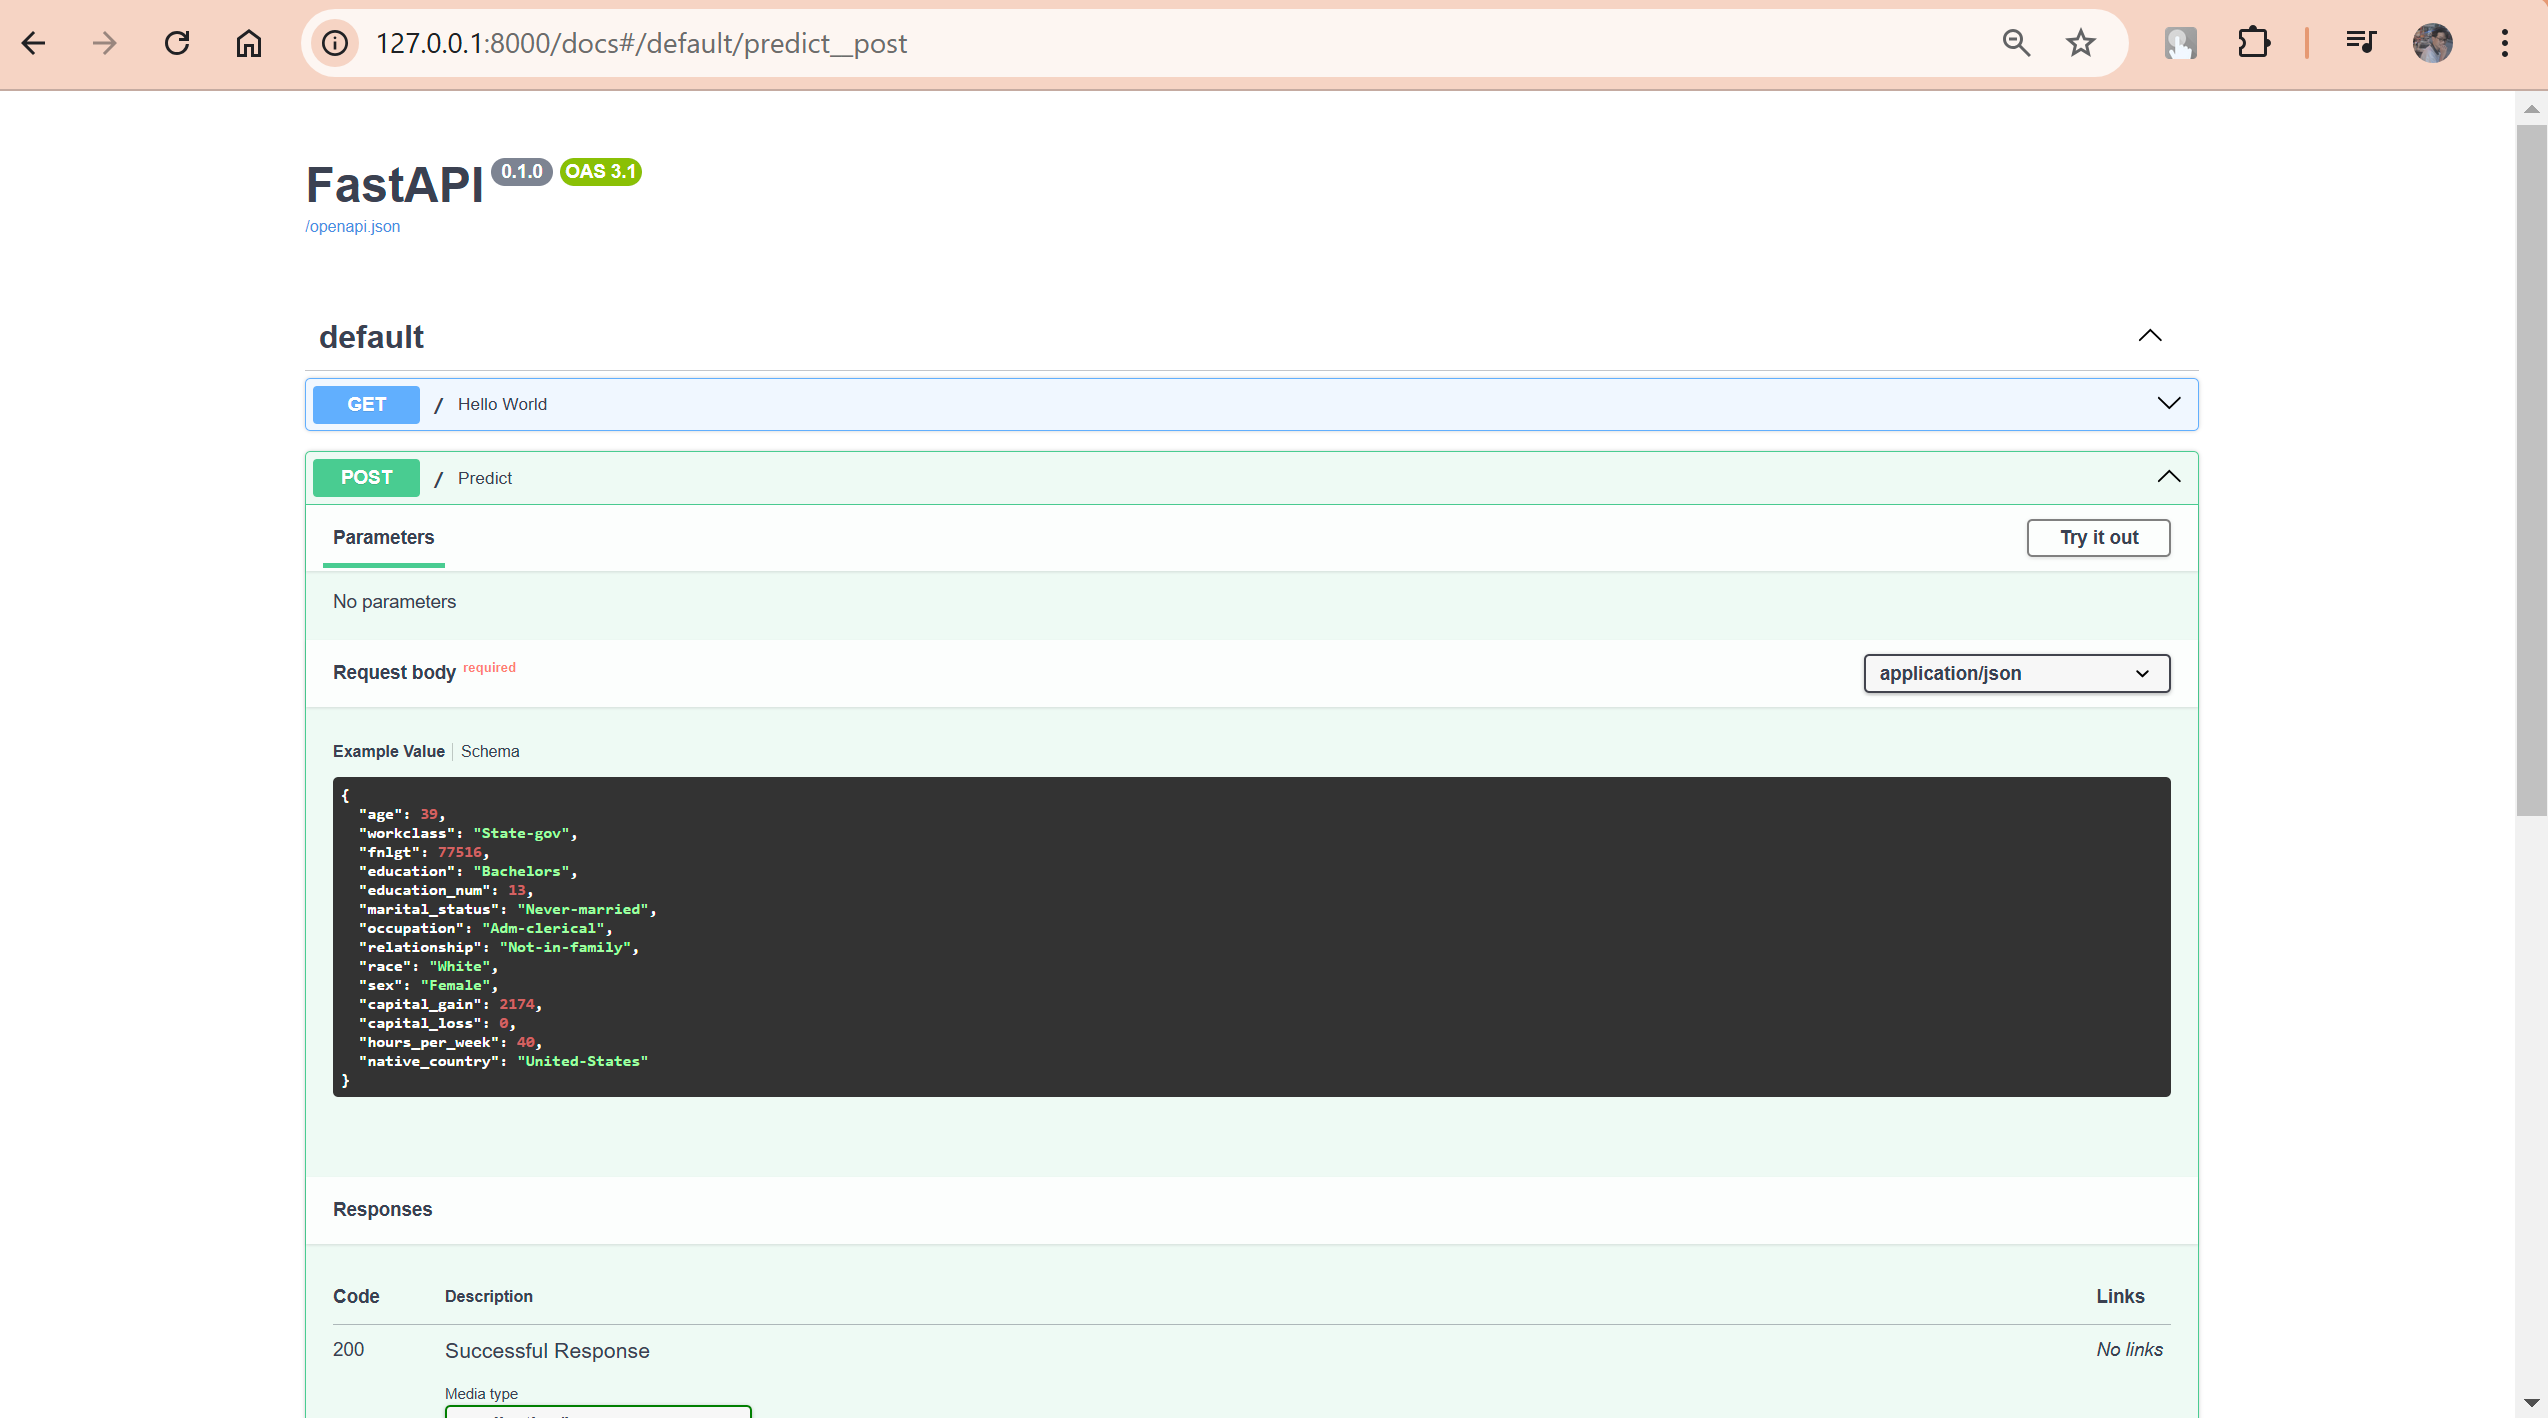 127.0.0.1:8000/docs#/default/predict__post
FastAPI 0.1.0 OAS 3.1
/openapi.json
default
GET / Hello World
POST / Predict
Parameters
Try it out
No parameters
Request body required
application/json
Example Value Schema
{
"age": 39,
"workclass": "State-gov",
"fnlgt": 77516,
"education": "Bachelors",
"education_num": 13,
"marital_status": "Never-married",
"occupation": "Adm-clerical",
"relationship": "Not-in-family",
"race": "White",
"sex": "Female",
"capital_gain": 2174,
"capital_loss": 0,
"hours_per_week": 40,
"native_country": "United-States"
}
Responses
Code Description Links
200 Successful Response No links
Media type